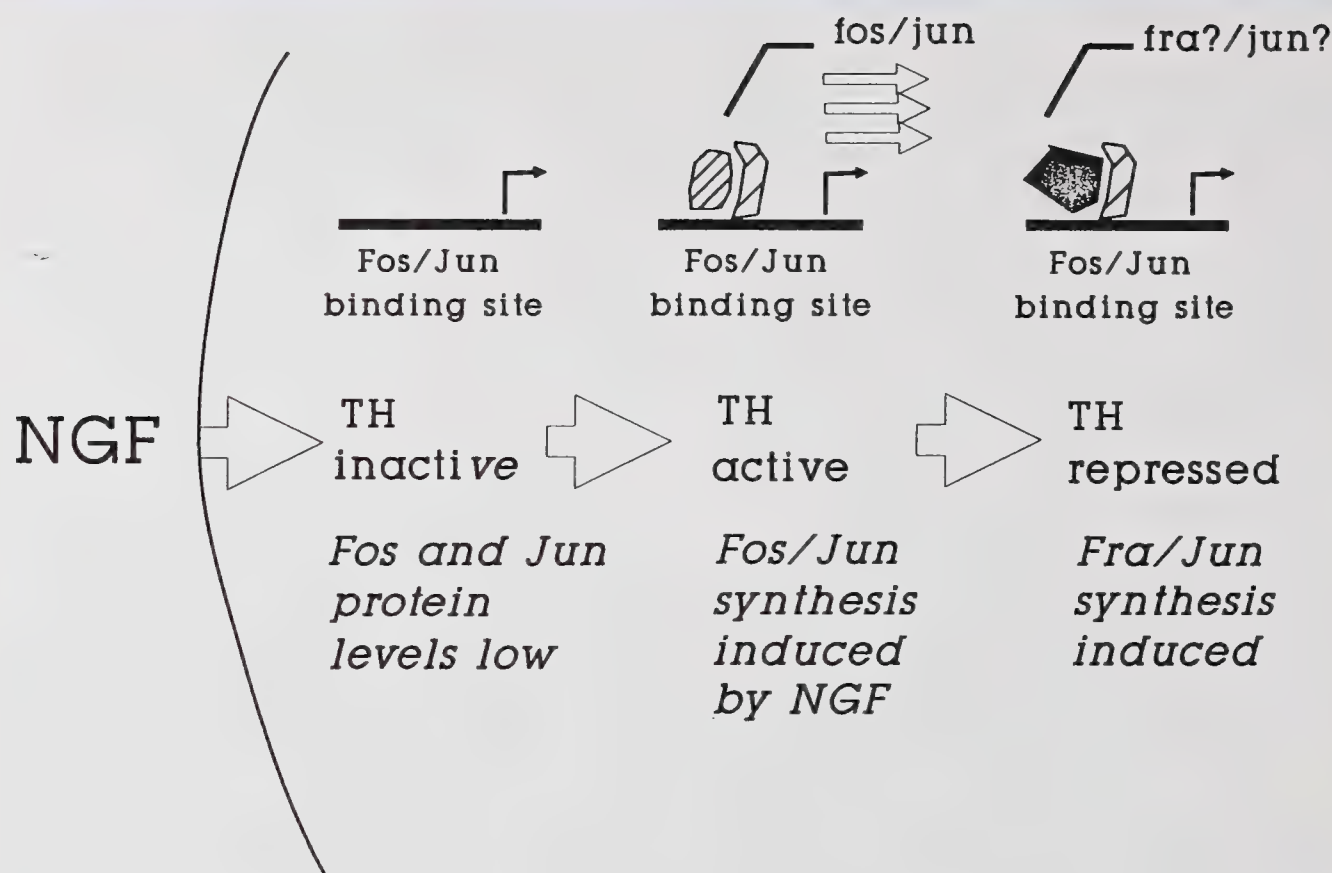 fos/jun
fra?/jun?
Fos/Jun
binding site
Fos/Jun
binding site
Fos/Jun
binding site
NGF
TH
inactive
TH
active
TH
repressed
Fos and Jun
protein
levels low
Fos/Jun
synthesis
induced
by NGF
Fra/Jun
synthesis
induced